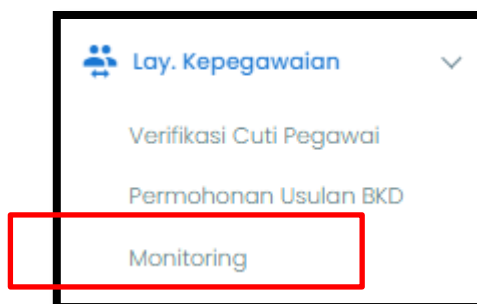 Lay. Kepegawaian
Verifikasi Cuti Pegawai
Permohonan Usulan BKD
Monitoring